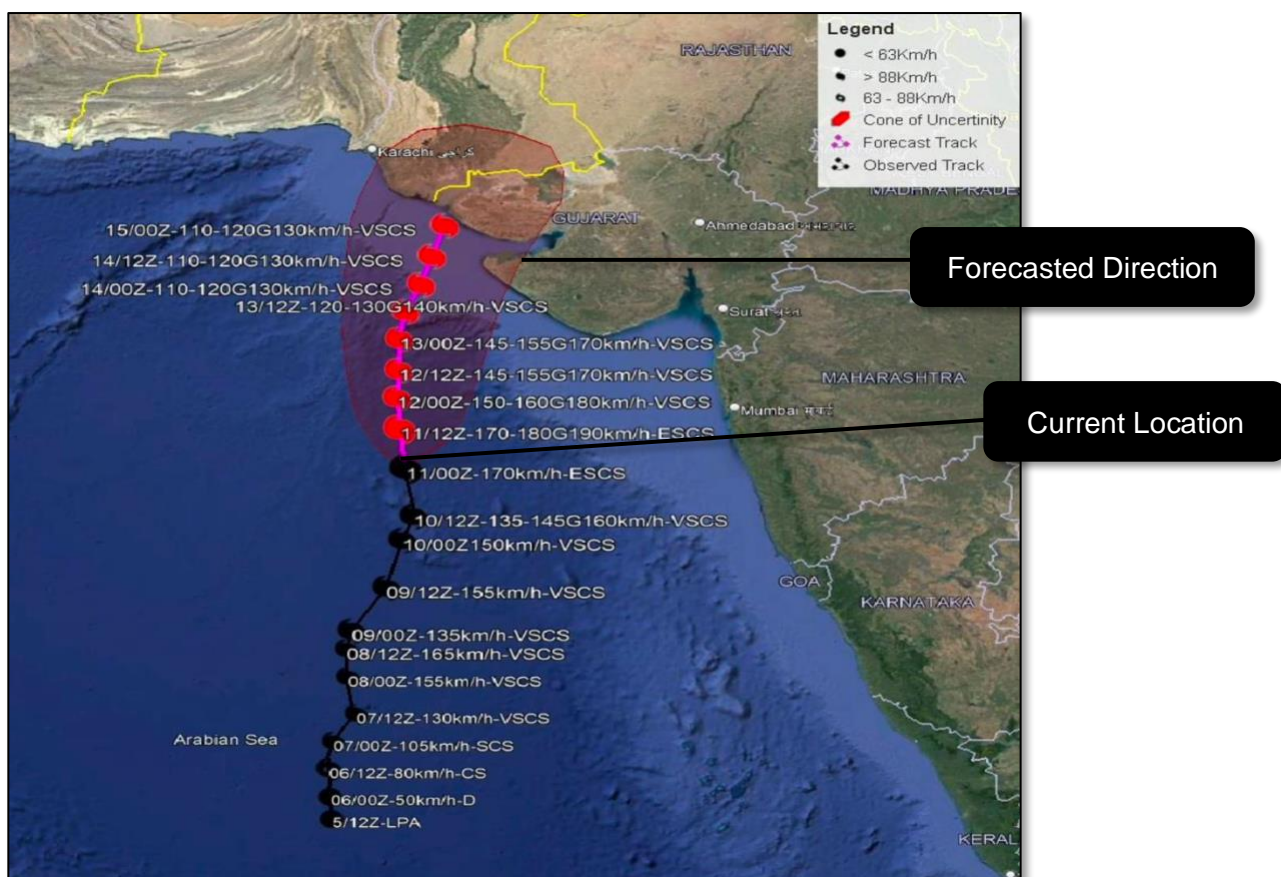 Legend
< 63Km/h
> 88Km/h
63 - 88Km/h
Cone of Uncertinity
Forecast Track
Observed Track
RAJASTHAN
MADHYA PRADE
Karachi کراچی
GUJARAT
Ahmedabad
15/00Z-110-120G130km/h-VSCS
14/12Z-110-120G130km/h-VSCS
14/00Z-110-120G130km/h-VSCS
13/12Z-120-130G140km/h-VSCS
Forecasted Direction
Surat
13/00Z-145-155G170km/h-VSCS
12/12Z-145-155G170km/h-VSCS
MAHARASHTRA
12/00Z-150-160G180km/h-VSCS
Mumbai मुंबई
11/12Z-170-180G190km/h-ESCS
Current Location
11/00Z-170km/h-ESCS
10/12Z-135-145G160km/h-VSCS
10/00Z150km/h-VSCS
GOA
09/12Z-155km/h-VSCS
KARNATAKA
09/00Z-135km/h-VSCS
08/12Z-165km/h-VSCS
08/00Z-155km/h-VSCS
07/12Z-130km/h-VSCS
Arabian Sea
07/00Z-105km/h-SCS
06/12Z-80km/h-CS
06/00Z-50km/h-D
5/12Z-LPA
KERAL